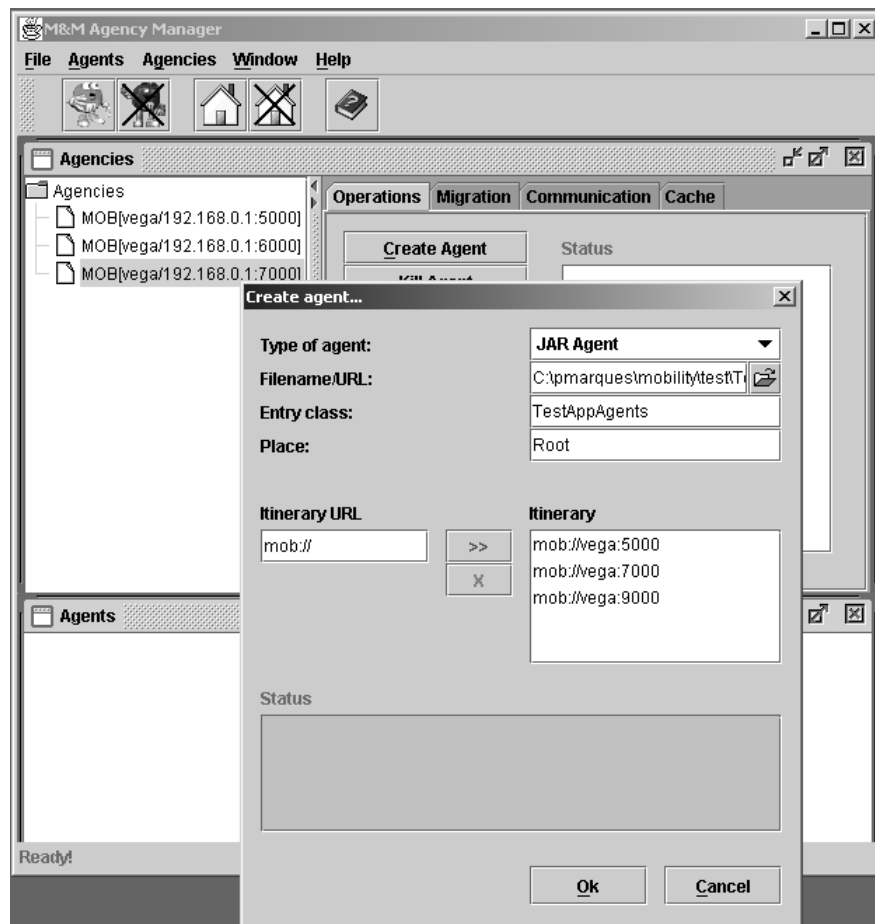 M&M Agency Manager
File Agents Agencies Window Help
Agencies
Agencies
MOB[vega/192.168.0.1:5000]
MOB[vega/192.168.0.1:6000]
MOB[vega/192.168.0.1:7000]
Operations Migration Communication Cache
Create Agent
Status
Kill Agent
Create agent...
Type of agent: JAR Agent
Filename/URL: C:\pmarques\mobility\test\T
Entry class: TestAppAgents
Place: Root
Itinerary URL
mob://
>>
X
Itinerary
mob://vega:5000
mob://vega:7000
mob://vega:9000
Status
Ok Cancel
Agents
Ready!